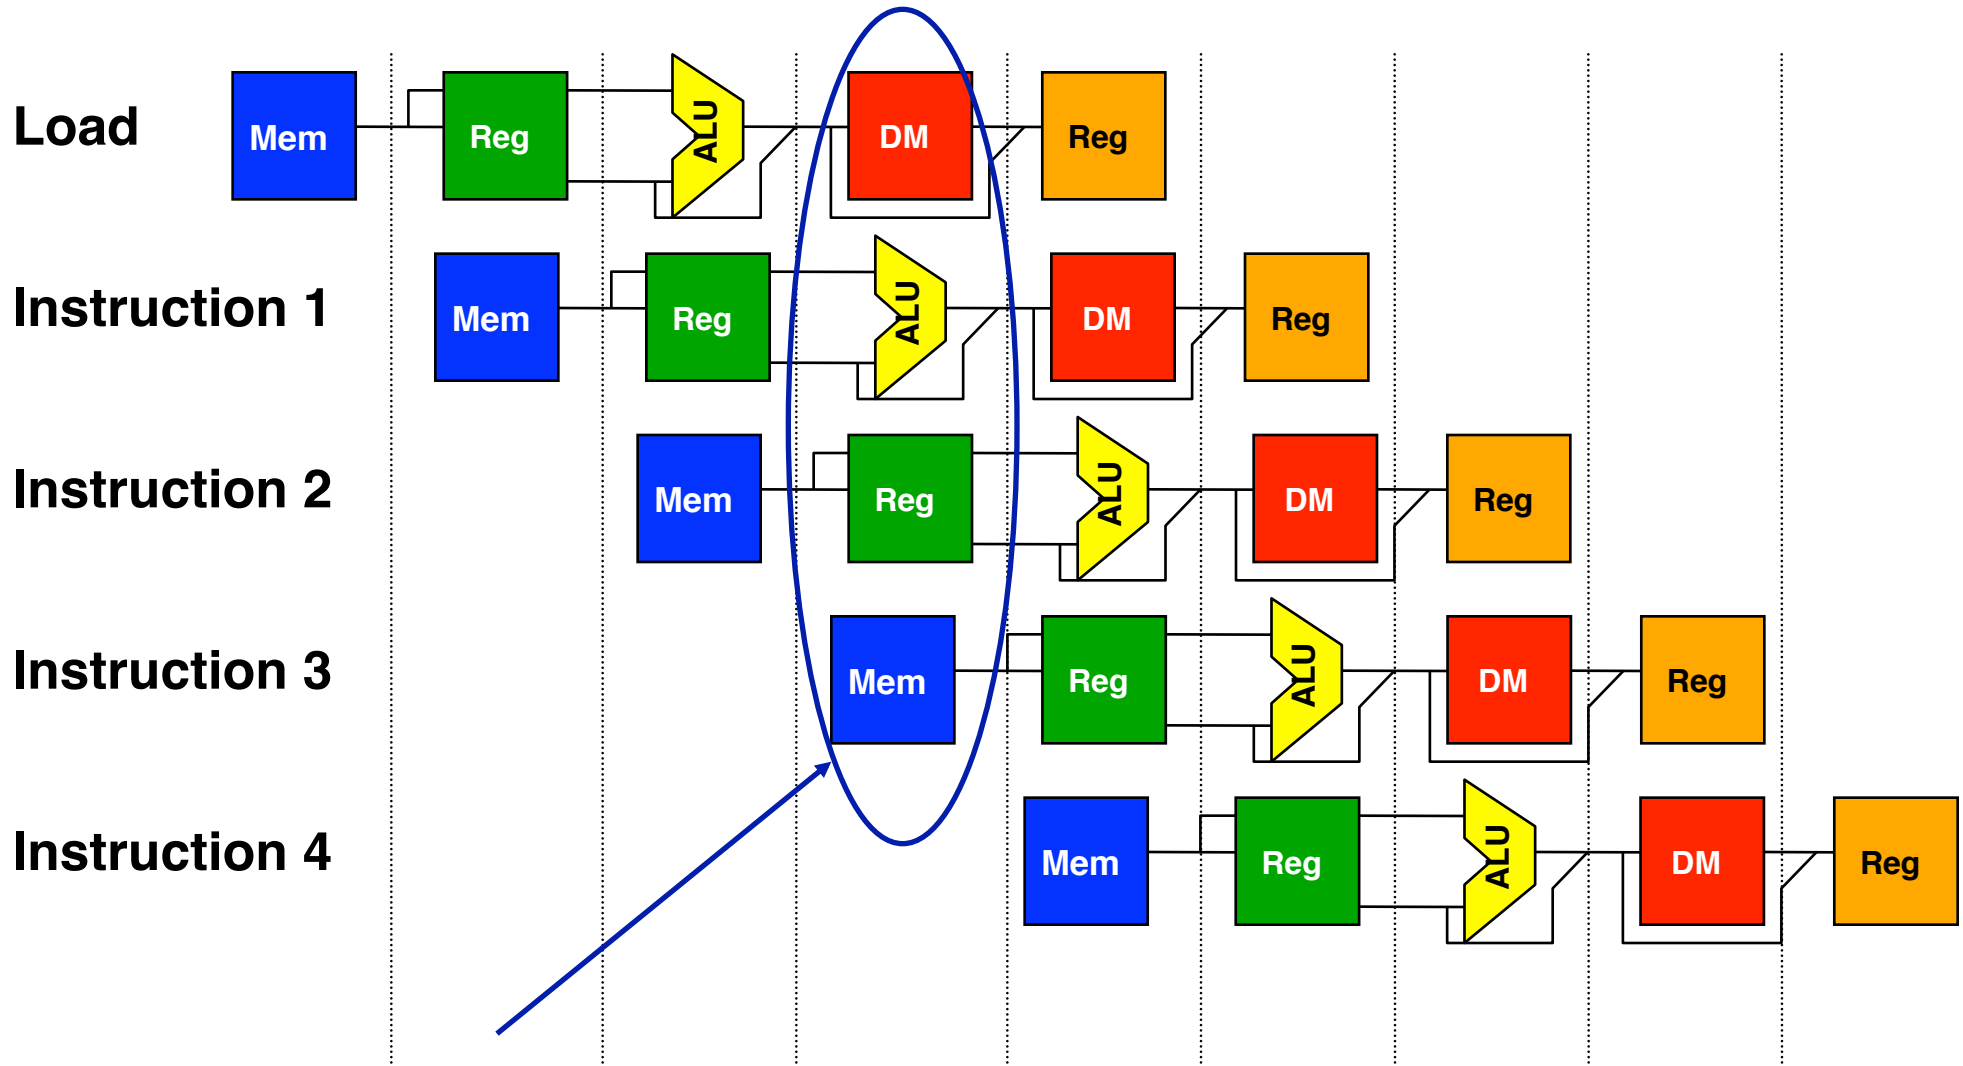 Load Mem Reg ALU DM Reg
Instruction 1 Mem Reg ALU DM Reg
Instruction 2 Mem Reg ALU DM Reg
Instruction 3 Mem Reg ALU DM Reg
Instruction 4 Mem Reg ALU DM Reg